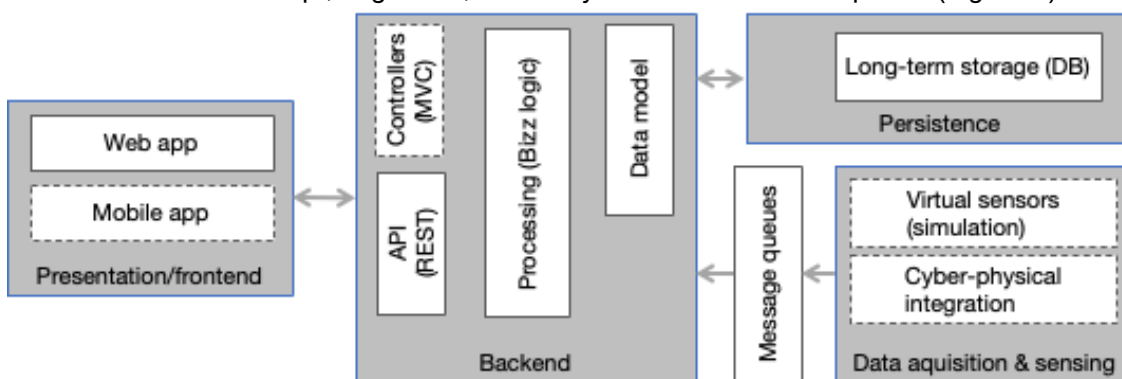 Web app
Mobile app
Presentation/frontend
Controllers
(MVC)
API
(REST)
Processing (Bizz logic)
Data model
Backend
Long-term storage (DB)
Persistence
Message queues
Virtual sensors
(simulation)
Cyber-physical
integration
Data aquisition & sensing